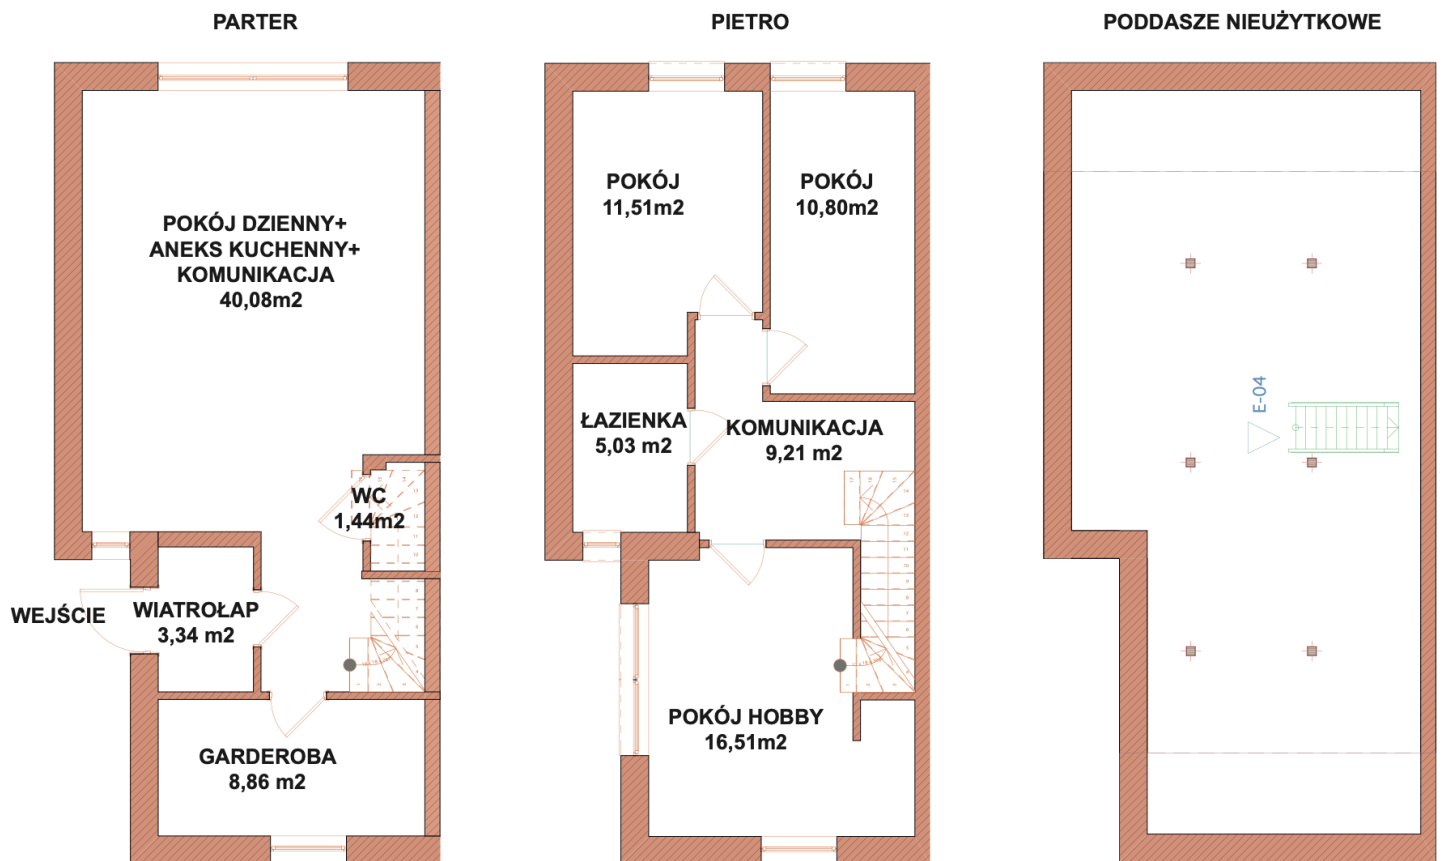 PARTER
POKÓJ DZIENNY+
ANEKS KUCHENNY+
KOMUNIKACJA
40,08m2
WC
1,44m2
WEJŚCIE
WIATROŁAP
3,34 m2
GARDEROBA
8,86 m2
PIETRO
POKÓJ
11,51m2
POKÓJ
10,80m2
ŁAZIENKA
5,03 m2
KOMUNIKACJA
9,21 m2
POKÓJ HOBBY
16,51m2
PODDASZE NIEUŻYTKOWE
E-04